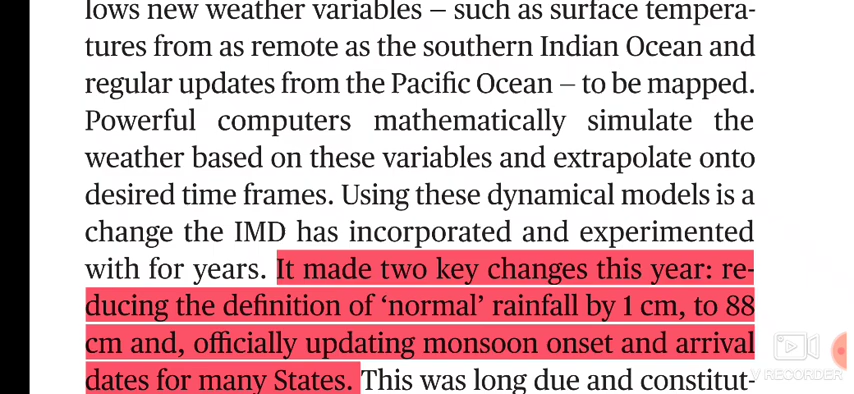 lows new weather variables – such as surface tempera-
tures from as remote as the southern Indian Ocean and
regular updates from the Pacific Ocean – to be mapped.
Powerful computers mathematically simulate the
weather based on these variables and extrapolate onto
desired time frames. Using these dynamical models is a
change the IMD has incorporated and experimented
with for years. It made two key changes this year: re-
ducing the definition of ‘normal’ rainfall by 1 cm, to 88
cm and, officially updating monsoon onset and arrival
dates for many States. This was long due and constitut-
V RECORDER